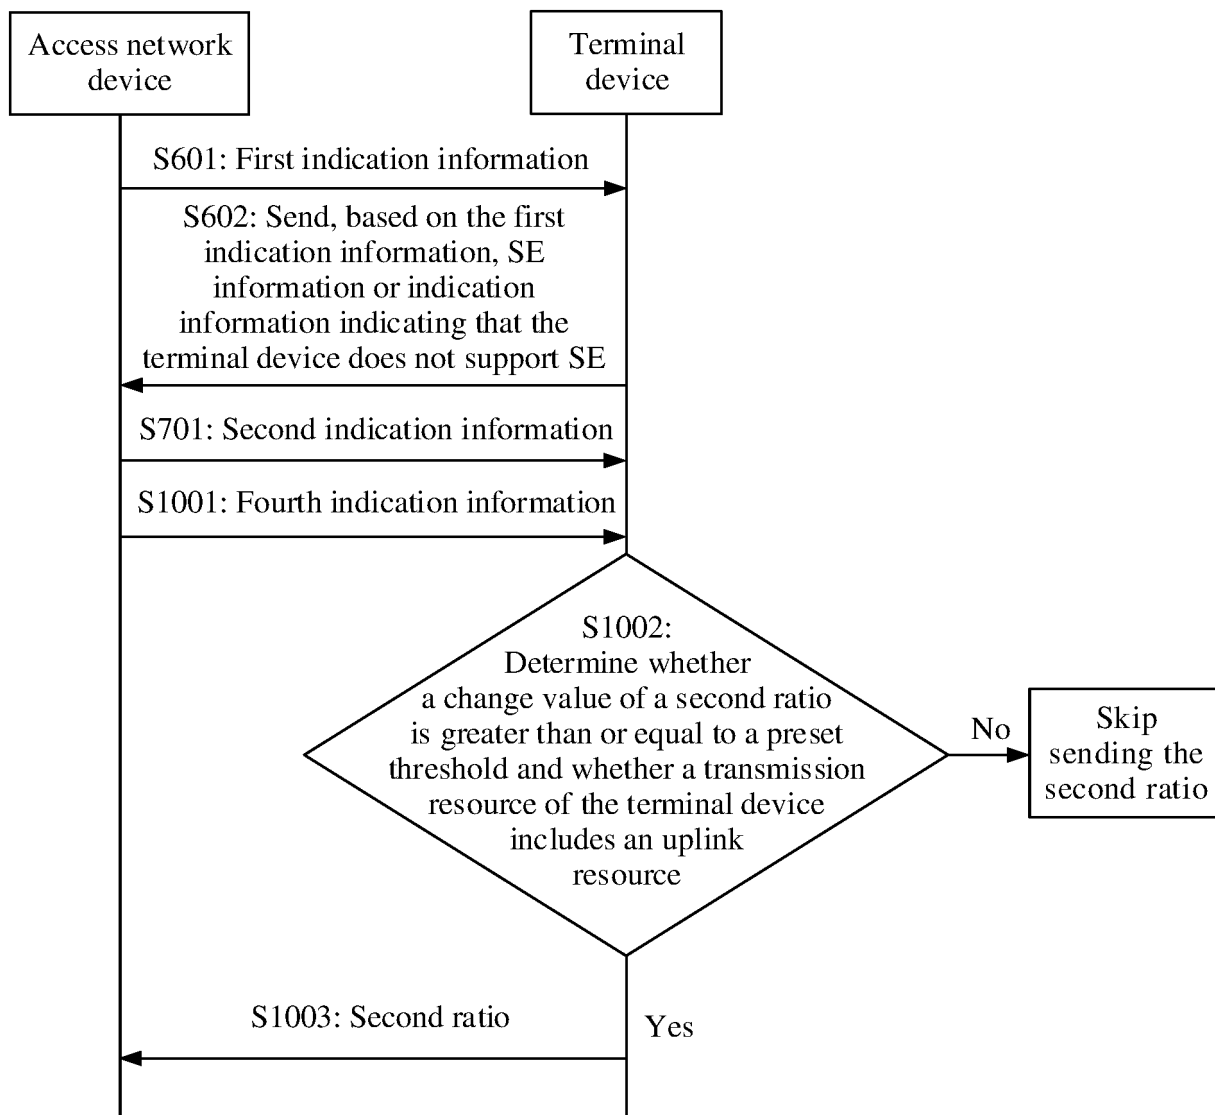 Access network
device
Terminal
device
S601: First indication information
S602: Send, based on the first
indication information, SE
information or indication
information indicating that the
terminal device does not support SE
S701: Second indication information
S1001: Fourth indication information
S1002:
Determine whether
a change value of a second ratio
is greater than or equal to a preset
threshold and whether a transmission
resource of the terminal device
includes an uplink
resource
No
Skip
sending the
second ratio
S1003: Second ratio
Yes